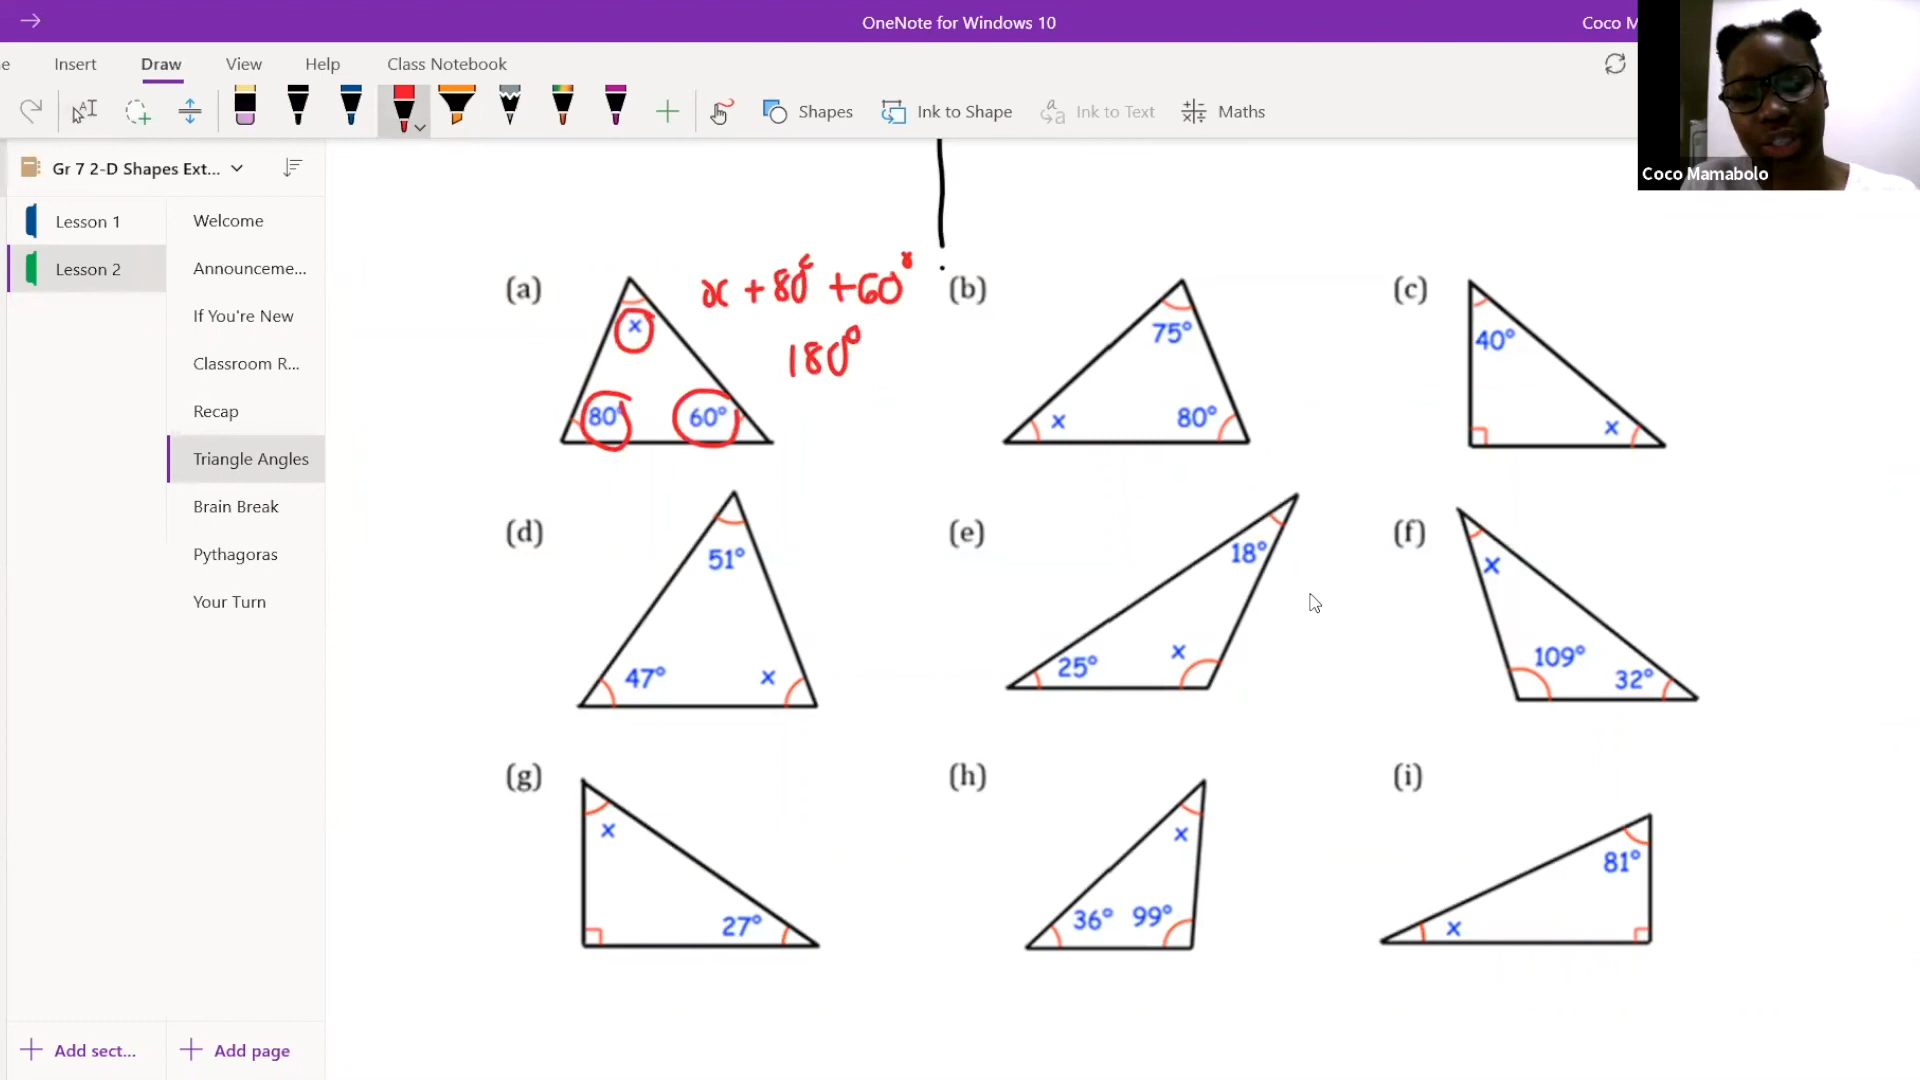 OneNote for Windows 10
Coco M
e Insert Draw View Help Class Notebook
Shapes Ink to Shape Ink to Text Maths
Coco Mamabolo
Gr 7 2-D Shapes Ext...
Lesson 1
Lesson 2
Welcome
Announceme...
If You're New
Classroom R...
Recap
Triangle Angles
Brain Break
Pythagoras
Your Turn
Add sect...
Add page
(a)
x
80°
60°
x + 80° + 60°
180°
(b)
75°
x
80°
(c)
40°
x
(d)
51°
47°
x
(e)
18°
25°
x
(f)
x
109°
32°
(g)
x
27°
(h)
x
36° 99°
(i)
81°
x